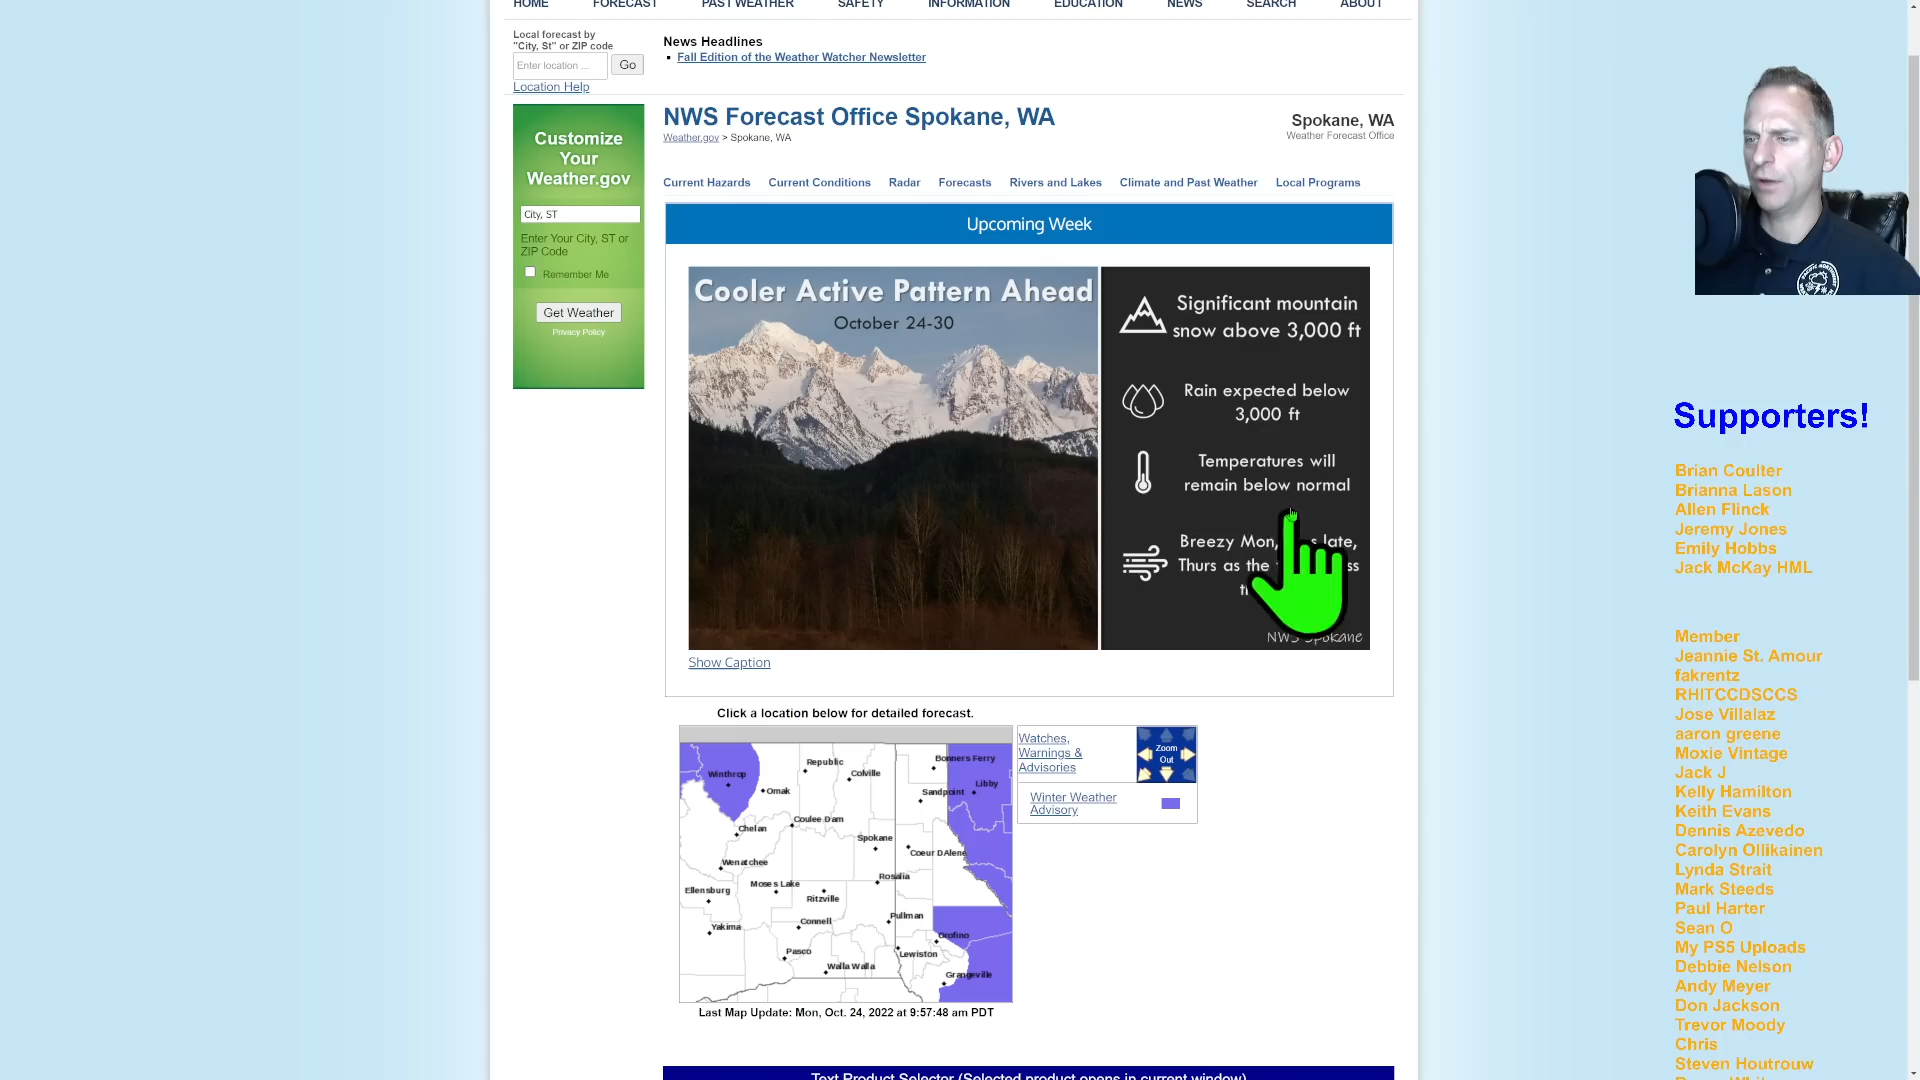 HOME FORECAST PAST WEATHER SAFETY INFORMATION EDUCATION NEWS SEARCH ABOUT
Local forecast by
"City, St" or ZIP code
Enter location ...
Go
Location Help
News Headlines
Fall Edition of the Weather Watcher Newsletter
Customize
Your
Weather.gov
City, ST
Enter Your City, ST or
ZIP Code
Remember Me
Get Weather
Privacy Policy
NWS Forecast Office Spokane, WA
Weather.gov > Spokane, WA
Spokane, WA
Weather Forecast Office
Current Hazards Current Conditions Radar Forecasts Rivers and Lakes Climate and Past Weather Local Programs
Upcoming Week
Cooler Active Pattern Ahead
October 24-30
Significant mountain
snow above 3,000 ft
Rain expected below
3,000 ft
Temperatures will
remain below normal
Breezy Mon, late,
Thurs as the
NWS Spokane
Show Caption
Click a location below for detailed forecast.
Winthrop
Republic
Colville
Bonners Ferry
Libby
Omak
Sandpoint
Chelan
Coulee Dam
Spokane
Coeur D'Alene
Wenatchee
Ellensburg
Moses Lake
Ritzville
Rosalia
Yakima
Connell
Pullman
Orofino
Pasco
Lewiston
Walla Walla
Grangeville
Last Map Update: Mon, Oct. 24, 2022 at 9:57:48 am PDT
Watches,
Warnings &
Advisories
Zoom
Out
Winter Weather
Advisory
Text Product Selector (Selected product opens in current window)
Supporters!
Brian Coulter
Brianna Lason
Allen Flinck
Jeremy Jones
Emily Hobbs
Jack McKay HML
Member
Jeannie St. Amour
fakrentz
RHITCCDSCCS
Jose Villalaz
aaron greene
Moxie Vintage
Jack J
Kelly Hamilton
Keith Evans
Dennis Azevedo
Carolyn Ollikainen
Lynda Strait
Mark Steeds
Paul Harter
Sean O
My PS5 Uploads
Debbie Nelson
Andy Meyer
Don Jackson
Trevor Moody
Chris
Steven Houtrouw